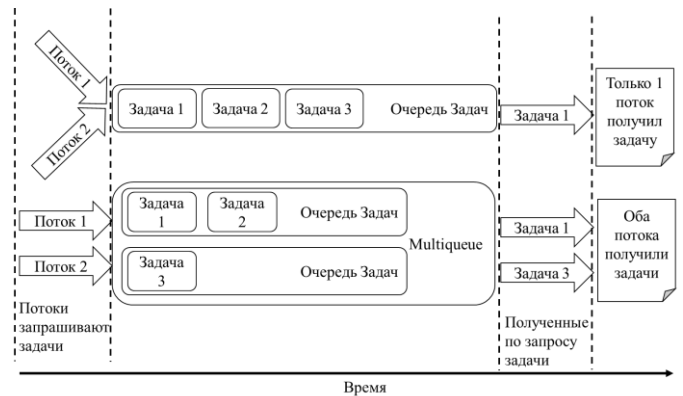 Поток 1
Поток 2
Задача 1
Задача 2
Задача 3
Очередь Задач
Задача 1
Только 1
поток
получил
задачу
Поток 1
Поток 2
Задача
1
Задача
2
Очередь Задач
Задача
3
Очередь Задач
Multiqueue
Задача 1
Задача 3
Оба
потока
получили
задачи
Потоки
запрашивают
задачи
Полученные
по запросу
задачи
Время